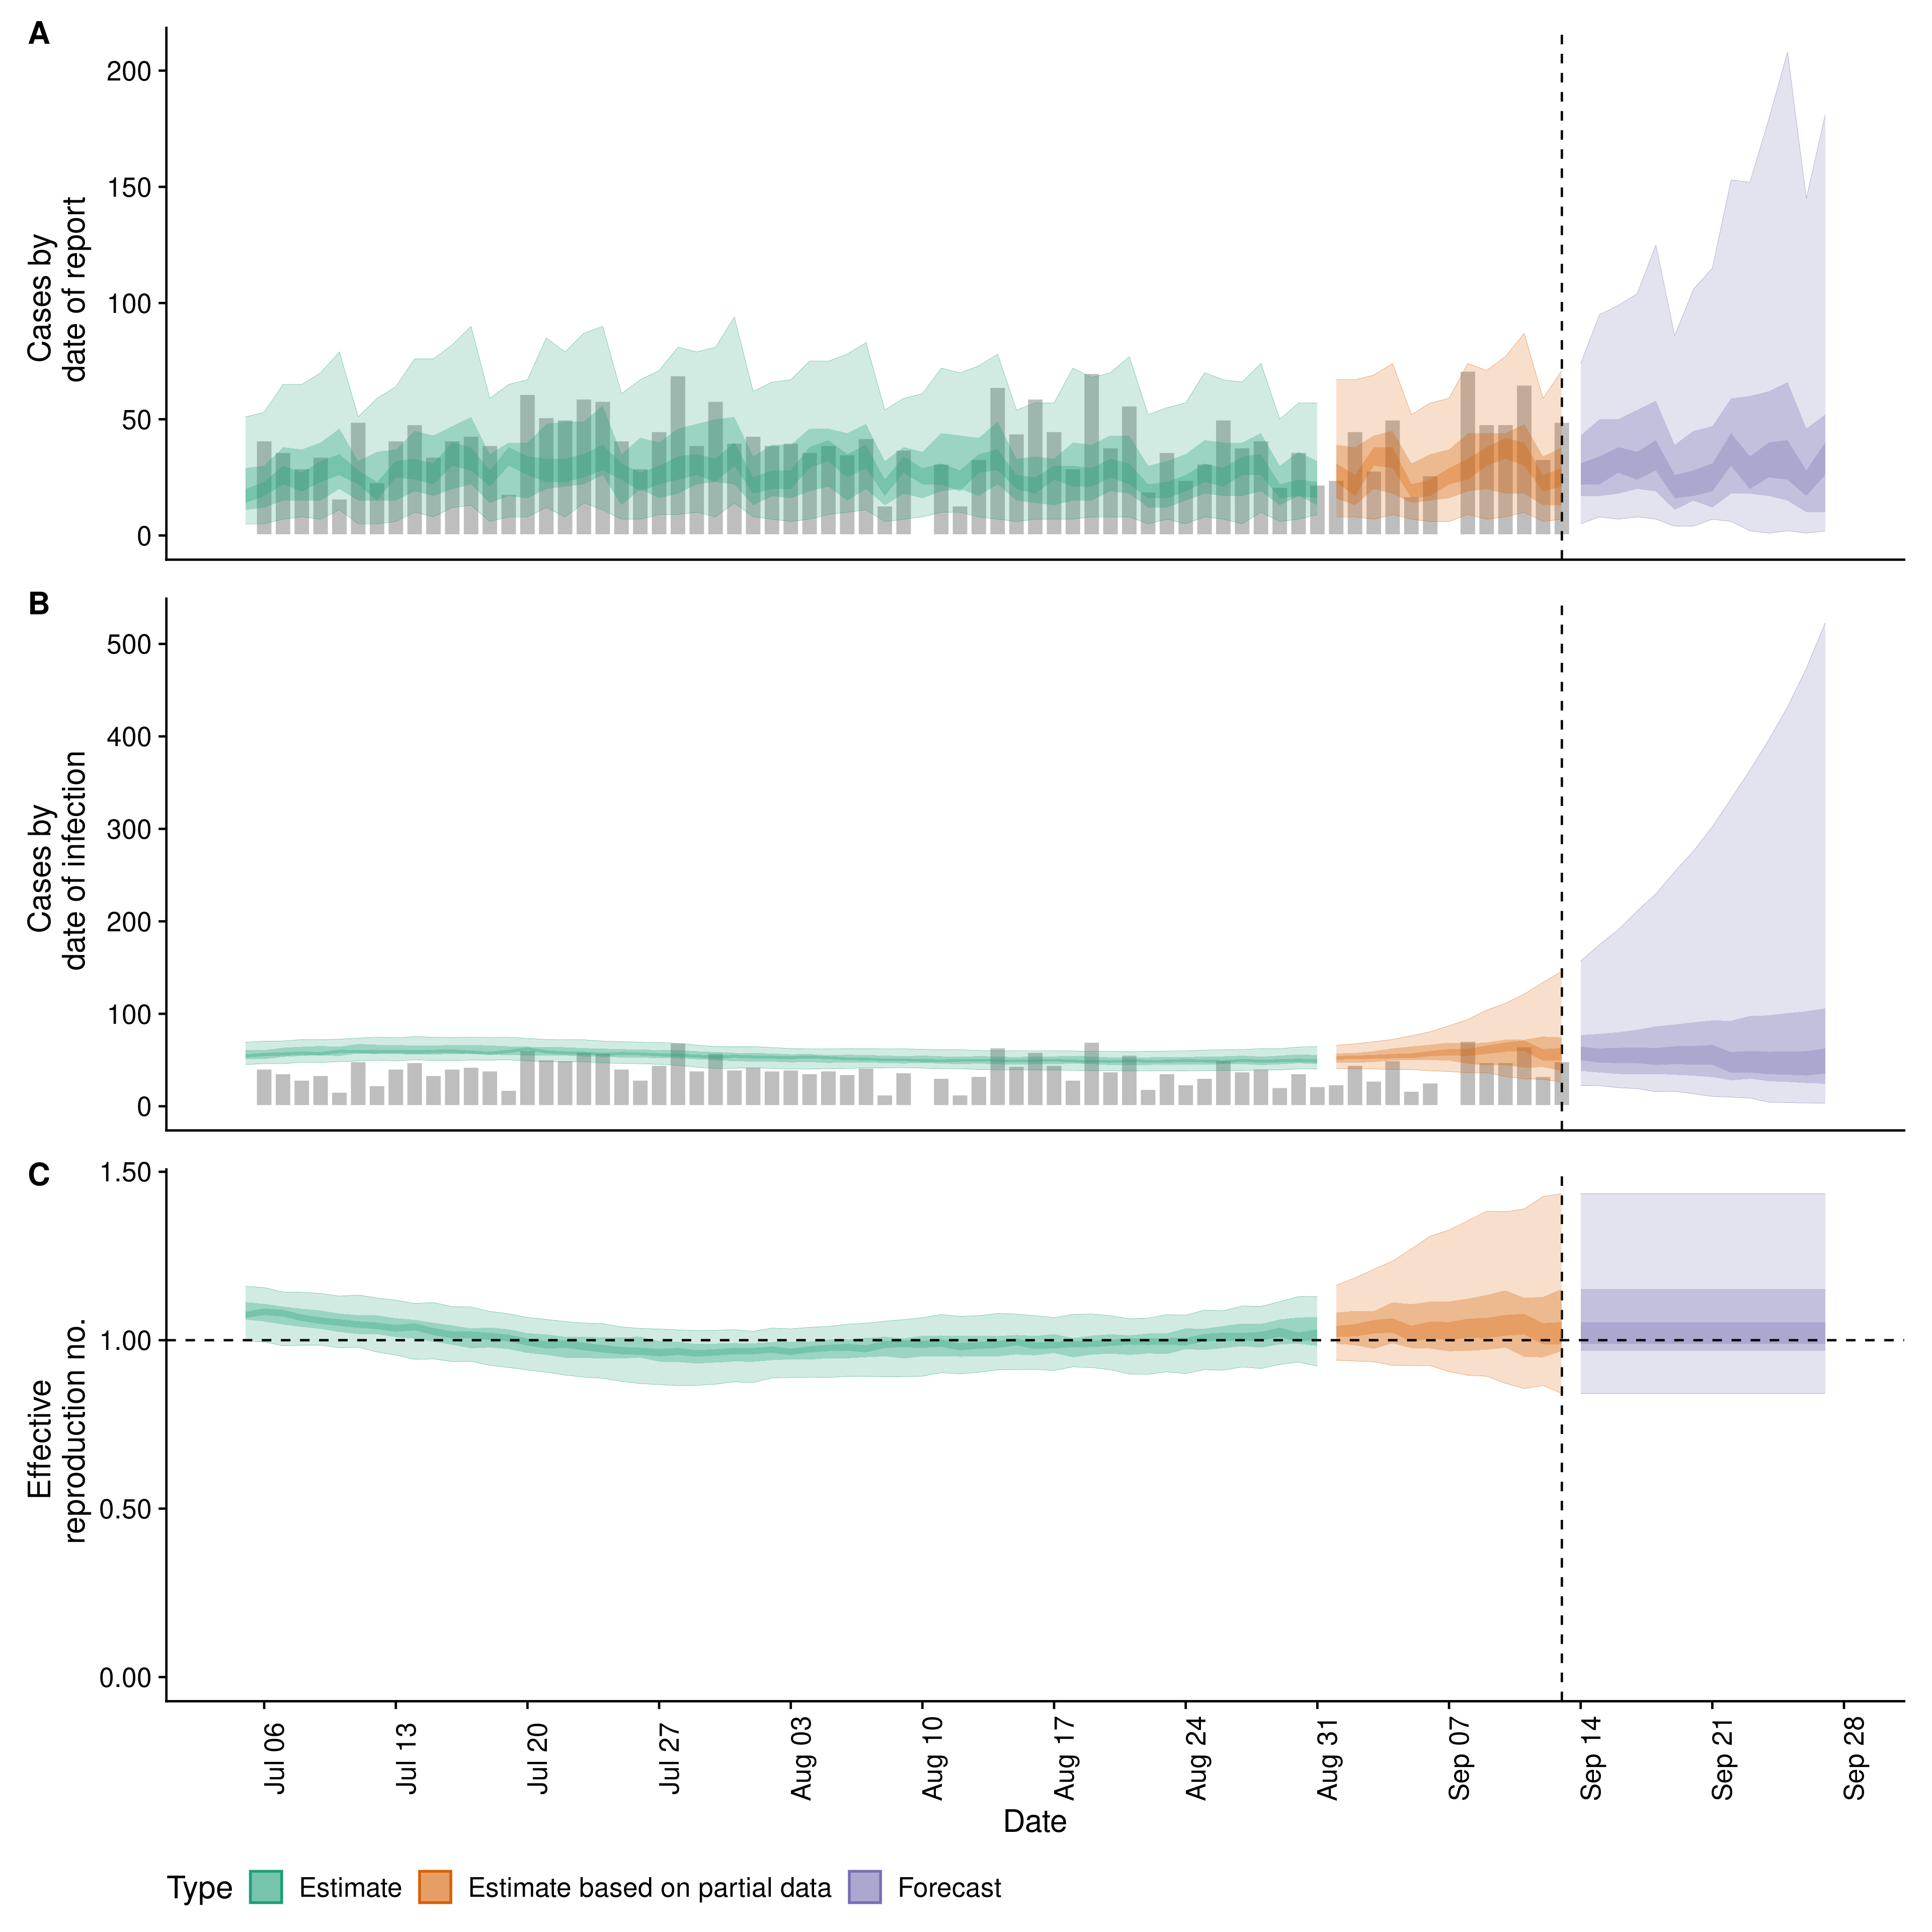 A
Cases by
date of report
200
150
100
50
0
B
Cases by
date of infection
500
400
300
200
100
0
C
Effective
reproduction no.
1.50
1.00
0.50
0.00
Jul 06
Jul 13
Jul 20
Jul 27
Aug 03
Aug 10
Aug 17
Aug 24
Aug 31
Sep 07
Sep 14
Sep 21
Sep 28
Date
Type Estimate Estimate based on partial data Forecast